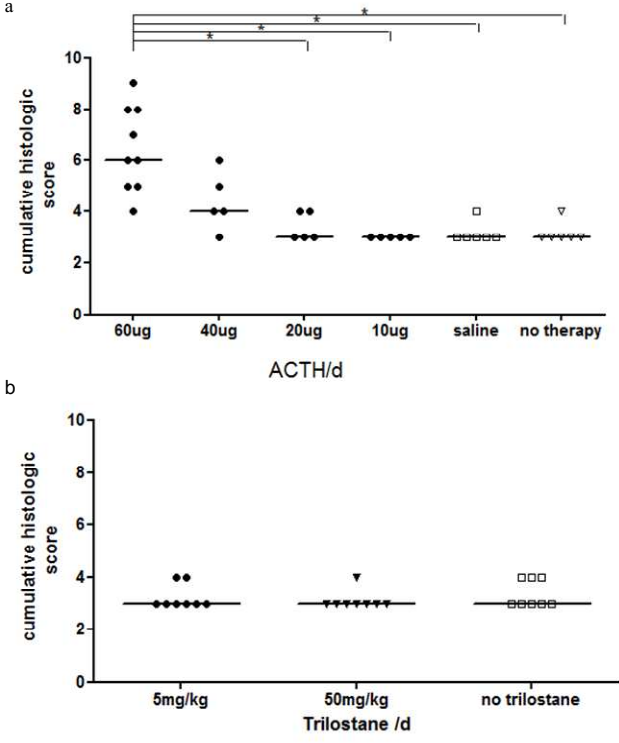 a
*
*
*
*
10
8
6
4
2
0
cumulative histologic
score
60ug 40ug 20ug 10ug saline no therapy
ACTH/d
b
10
8
6
4
2
0
cumulative histologic
score
5mg/kg 50mg/kg no trilostane
Trilostane /d